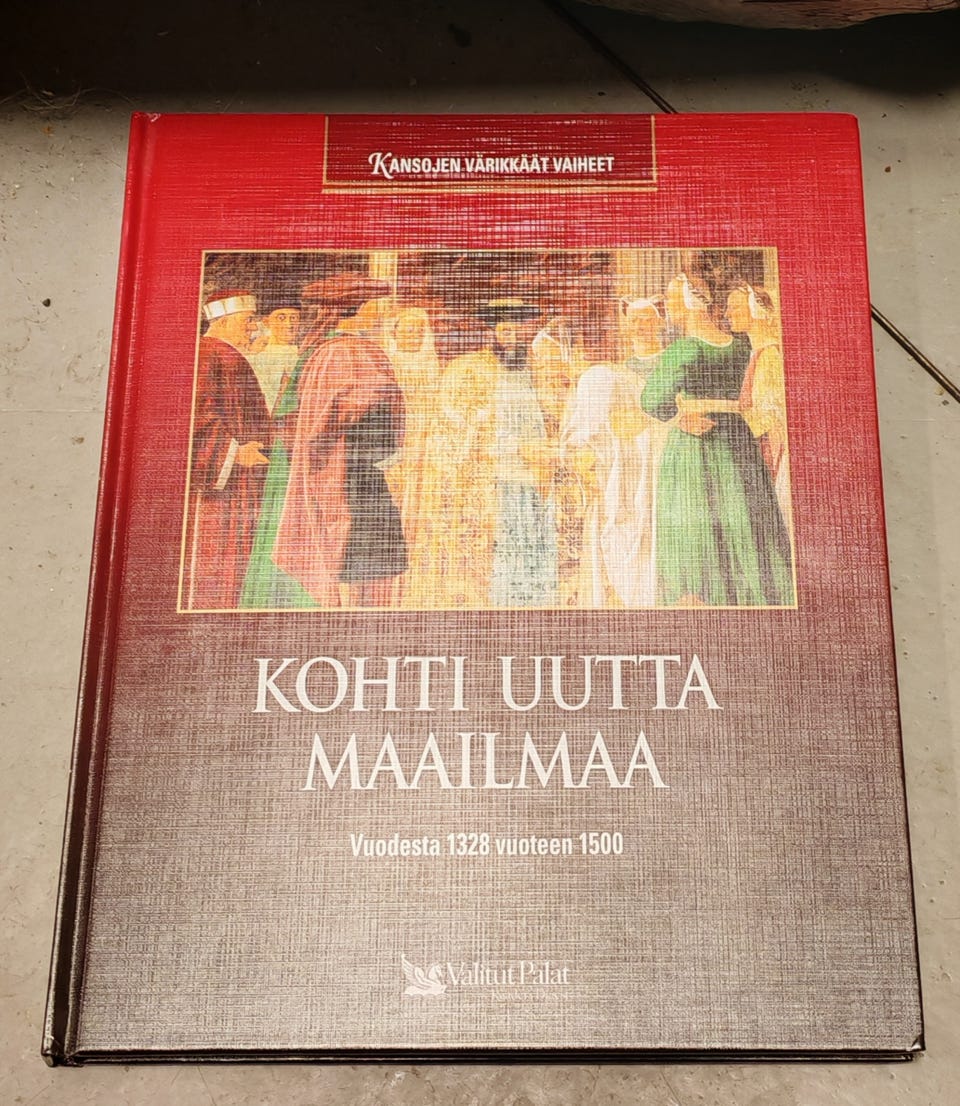 KANSOJEN VÄRIKKÄÄT VAIHEET
KOHTI UUTTA
MAAILMAA
Vuodesta 1328 vuoteen 1500
Valitut Palat